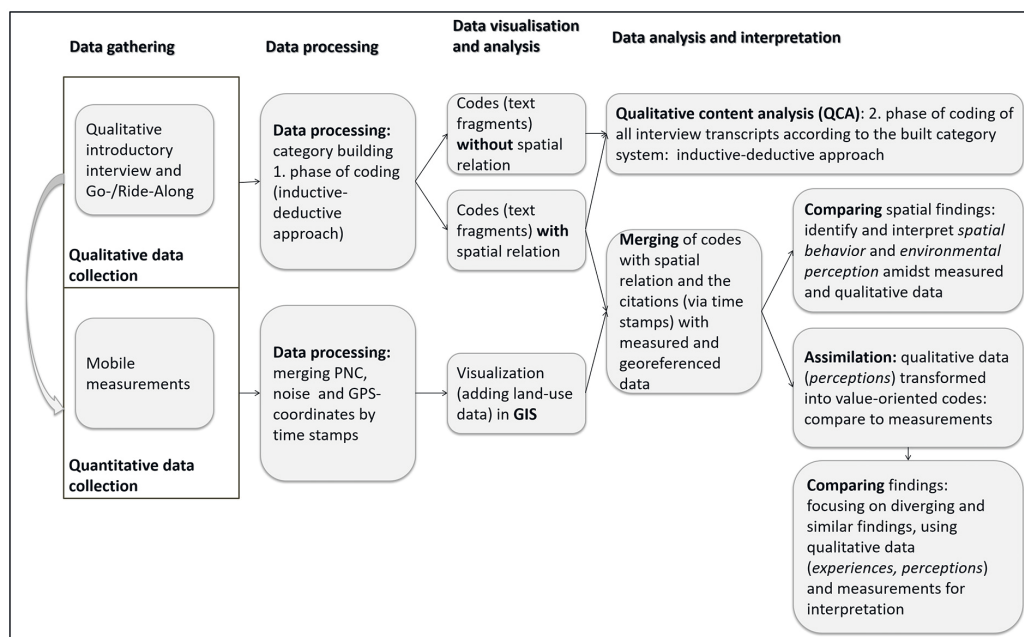 Data gathering
Data processing
Data visualisation
and analysis
Data analysis and interpretation
Qualitative
introductory
interview and
Go-/Ride-Along
Qualitative data
collection
Mobile
measurements
Quantitative data
collection
Data processing:
category building
1. phase of coding
(inductive-
deductive
approach)
Data processing:
merging PNC,
noise and GPS-
coordinates by
time stamps
Codes (text
fragments)
without spatial
relation
Codes (text
fragments) with
spatial relation
Visualization
(adding land-use
data) in GIS
Qualitative content analysis (QCA): 2. phase of coding of
all interview transcripts according to the built category
system: inductive-deductive approach
Merging of codes
with spatial
relation and the
citations (via time
stamps) with
measured and
georeferenced
data
Comparing spatial findings:
identify and interpret spatial
behavior and environmental
perception amidst measured
and qualitative data
Assimilation: qualitative data
(perceptions) transformed
into value-oriented codes:
compare to measurements
Comparing findings:
focusing on diverging and
similar findings, using
qualitative data
(experiences, perceptions)
and measurements for
interpretation